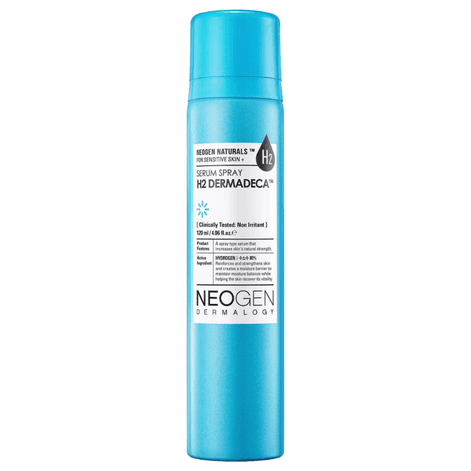 NEOGEN NATURALS ™
FOR SENSITIVE SKIN +
H2
SERUM SPRAY
H2 DERMADECA™
[ Clinically Tested: Non Irritant ]
120 ml / 4.06 fl.oz.℮
Product
Features
A spray type serum that
increases skin's natural strength.
Active
Ingredient
HYDROGEN
Reinforces and strengthens skin
and creates a moisture barrier to
maintain moisture balance while
helping the skin recover its vitality.
NEOGEN
DERMALOGY